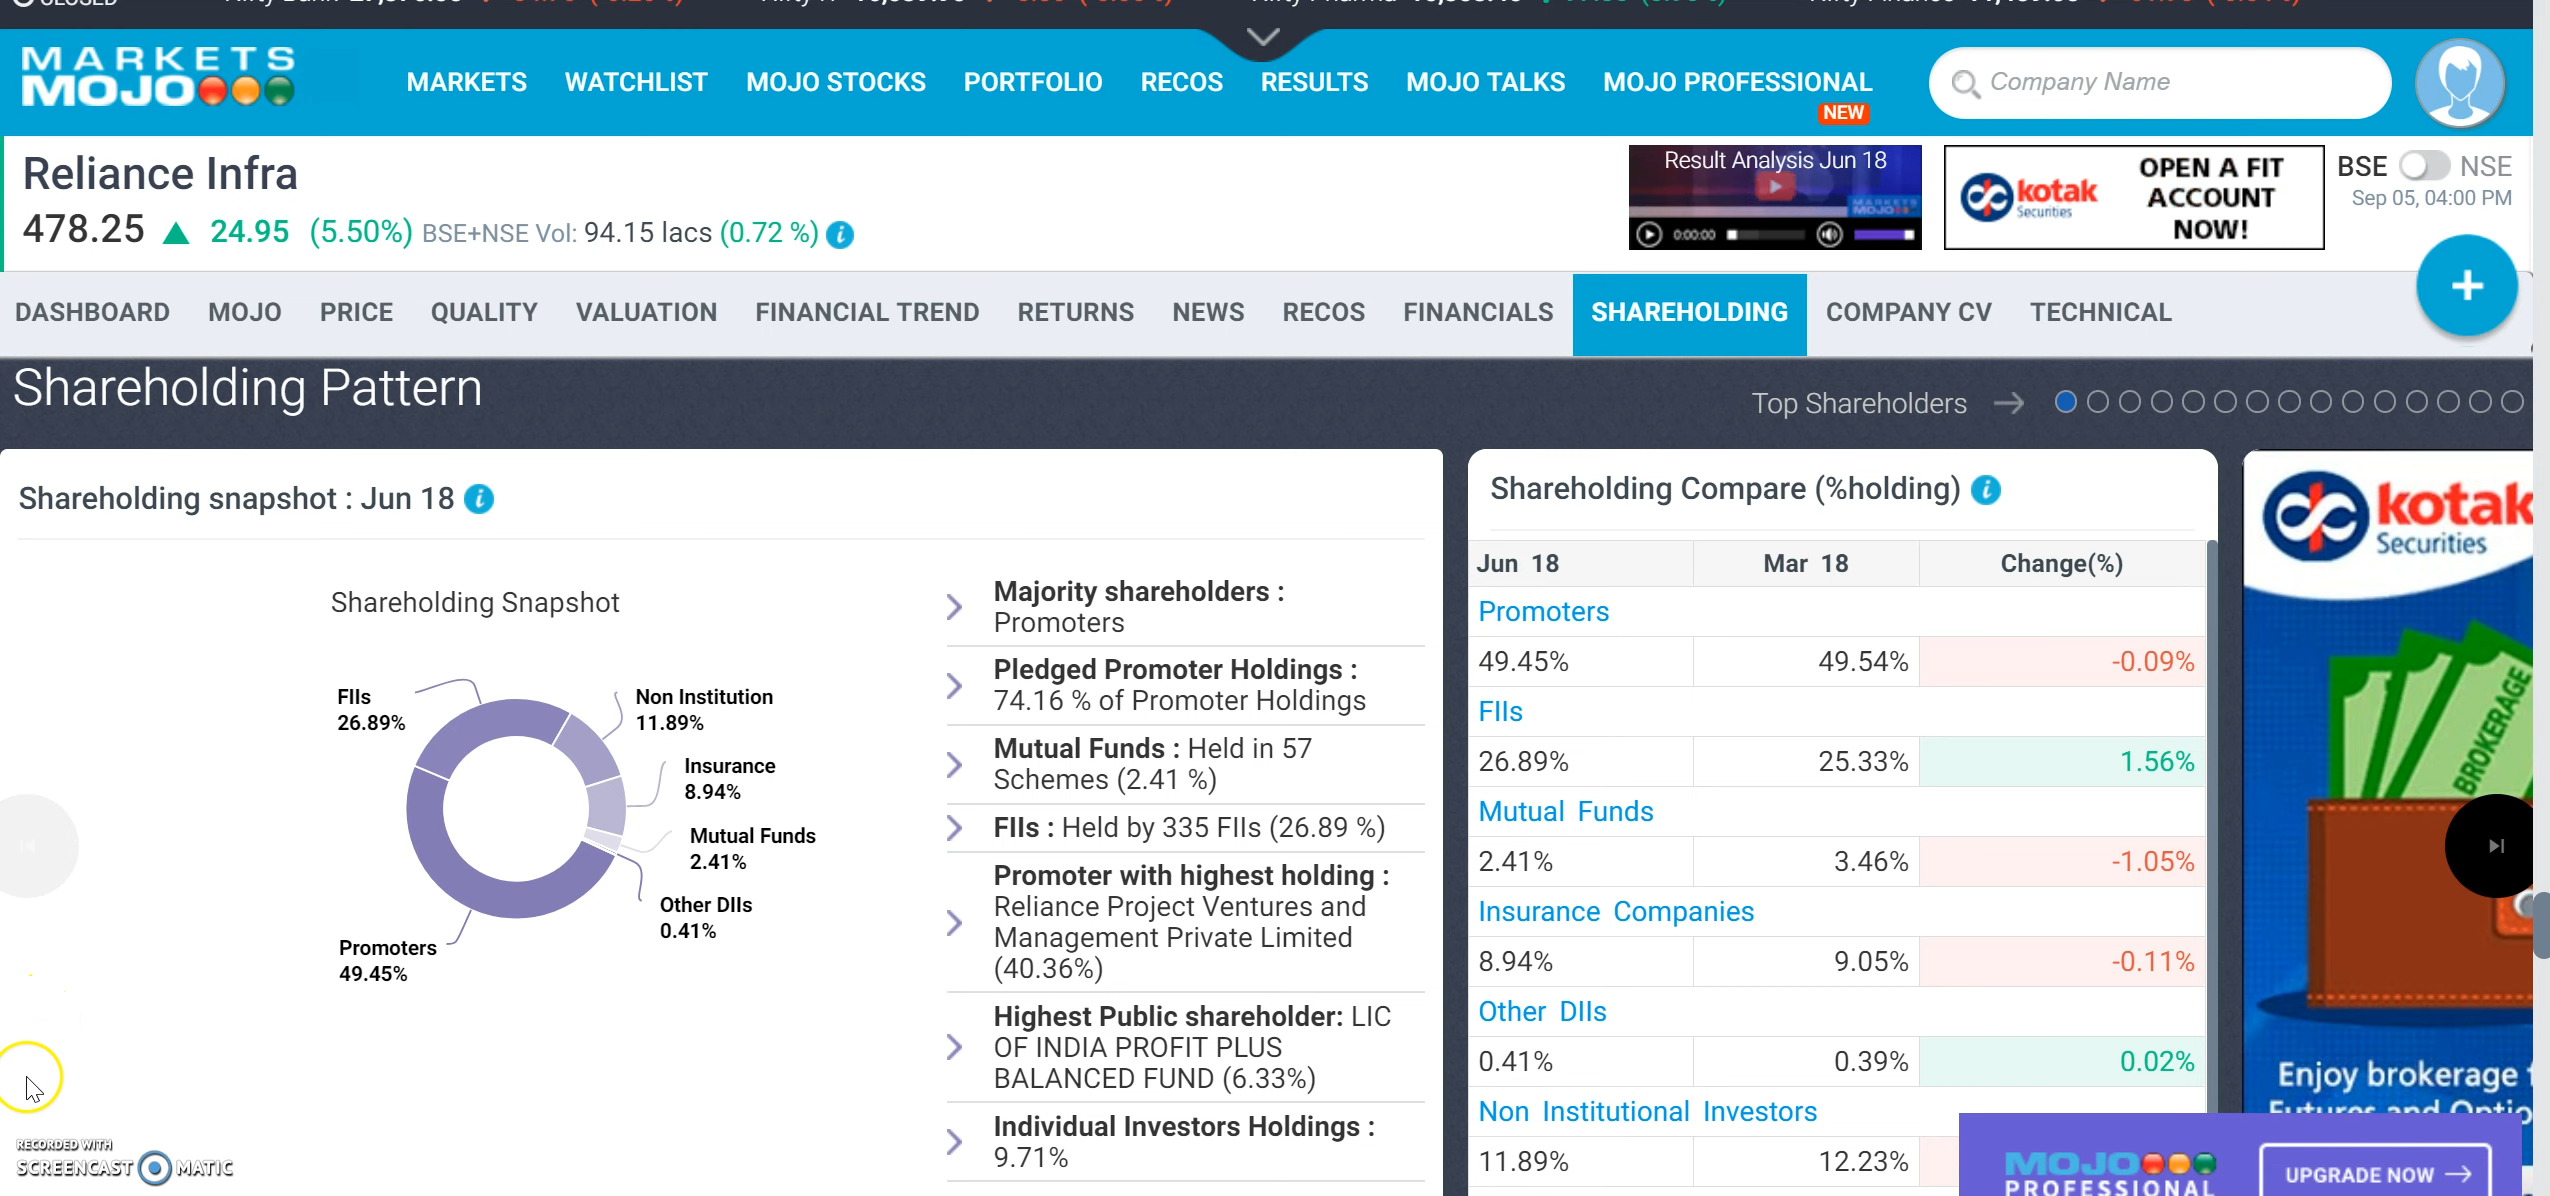 CLOSED
MARKETS
MOJO
MARKETS WATCHLIST MOJO STOCKS PORTFOLIO RECOS RESULTS MOJO TALKS MOJO PROFESSIONAL
NEW
Company Name
Reliance Infra
478.25 ▲ 24.95 (5.50%) BSE+NSE Vol: 94.15 lacs (0.72 %) i
Result Analysis Jun 18
MARKETS
MOJO
0:00:00
kotak
Securities
OPEN A FIT
ACCOUNT
NOW!
BSE NSE
Sep 05, 04:00 PM
+
DASHBOARD MOJO PRICE QUALITY VALUATION FINANCIAL TREND RETURNS NEWS RECOS FINANCIALS SHAREHOLDING COMPANY CV TECHNICAL
Shareholding Pattern
Top Shareholders →
Shareholding snapshot : Jun 18 i
Shareholding Snapshot
FIIs
26.89%
Non Institution
11.89%
Insurance
8.94%
Mutual Funds
2.41%
Other DIIs
0.41%
Promoters
49.45%
Majority shareholders :
Promoters
Pledged Promoter Holdings :
74.16 % of Promoter Holdings
Mutual Funds : Held in 57
Schemes (2.41 %)
FIIs : Held by 335 FIIs (26.89 %)
Promoter with highest holding :
Reliance Project Ventures and
Management Private Limited
(40.36%)
Highest Public shareholder: LIC
OF INDIA PROFIT PLUS
BALANCED FUND (6.33%)
Individual Investors Holdings :
9.71%
Shareholding Compare (%holding) i
Jun 18 Mar 18 Change(%)
Promoters
49.45% 49.54% -0.09%
FIIs
26.89% 25.33% 1.56%
Mutual Funds
2.41% 3.46% -1.05%
Insurance Companies
8.94% 9.05% -0.11%
Other DIIs
0.41% 0.39% 0.02%
Non Institutional Investors
11.89% 12.23%
kotak
Securities
BROKERAGE
Enjoy brokerage
MOJO
PROFESSIONAL
UPGRADE NOW →
RECORDED WITH
SCREENCAST MATIC